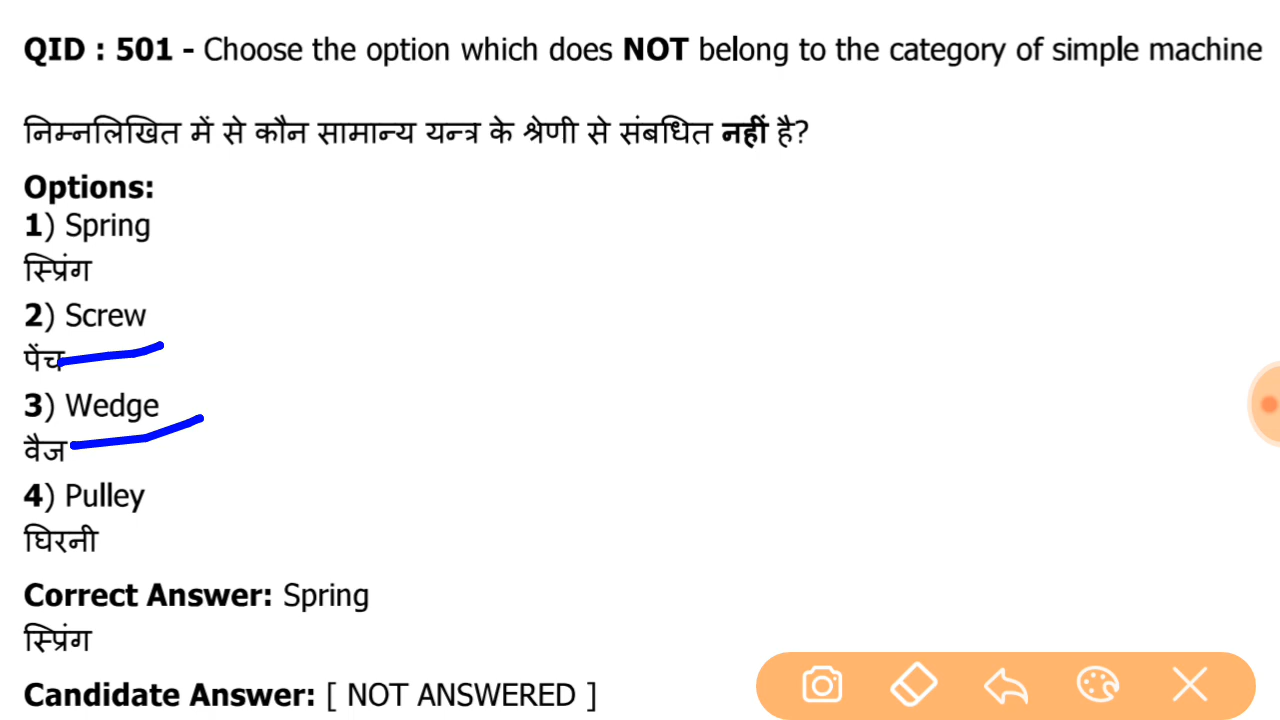 QID : 501 - Choose the option which does NOT belong to the category of simple machine
निम्नलिखित में से कौन सामान्य यन्त्र के श्रेणी से संबधित नहीं है?
Options:
1) Spring
स्प्रिंग
2) Screw
पेंच
3) Wedge
वैज
4) Pulley
घिरनी
Correct Answer: Spring
स्प्रिंग
Candidate Answer: [ NOT ANSWERED ]